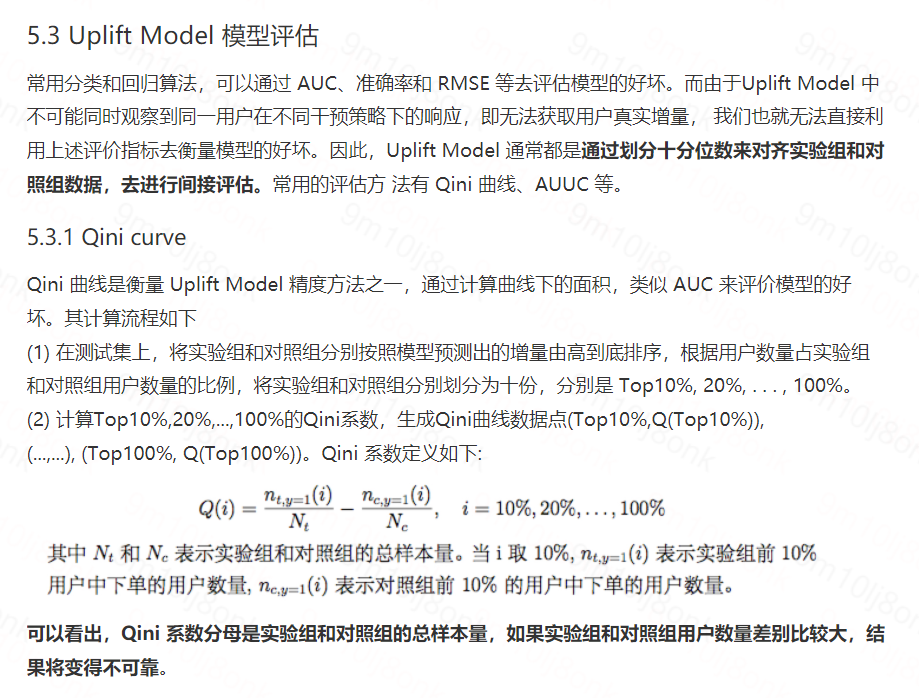 5.3 Uplift Model 模型评估
常用分类和回归算法，可以通过 AUC、准确率和 RMSE 等去评估模型的好坏。而由于Uplift Model 中
不可能同时观察到同一用户在不同干预策略下的响应，即无法获取用户真实增量， 我们也就无法直接利
用上述评价指标去衡量模型的好坏。因此，Uplift Model 通常都是通过划分十分位数来对齐实验组和对
照组数据，去进行间接评估。常用的评估方 法有 Qini 曲线、AUUC 等。
5.3.1 Qini curve
Qini 曲线是衡量 Uplift Model 精度方法之一，通过计算曲线下的面积，类似 AUC 来评价模型的好
坏。其计算流程如下
(1) 在测试集上，将实验组和对照组分别按照模型预测出的增量由高到底排序，根据用户数量占实验组
和对照组用户数量的比例，将实验组和对照组分别划分为十份，分别是 Top10%, 20%, . . . , 100%。
(2) 计算Top10%,20%,...,100%的Qini系数，生成Qini曲线数据点(Top10%,Q(Top10%)),
(...,...), (Top100%, Q(Top100%))。Qini 系数定义如下:
Q(i) = n_{t,y=1}(i)/N_t − n_{c,y=1}(i)/N_c, i = 10%, 20%, . . . , 100%
其中 N_t 和 N_c 表示实验组和对照组的总样本量。当 i 取 10%, n_{t,y=1}(i) 表示实验组前 10%
用户中下单的用户数量, n_{c,y=1}(i) 表示对照组前 10% 的用户中下单的用户数量。
可以看出，Qini 系数分母是实验组和对照组的总样本量，如果实验组和对照组用户数量差别比较大，结
果将变得不可靠。
9m10lj8onk